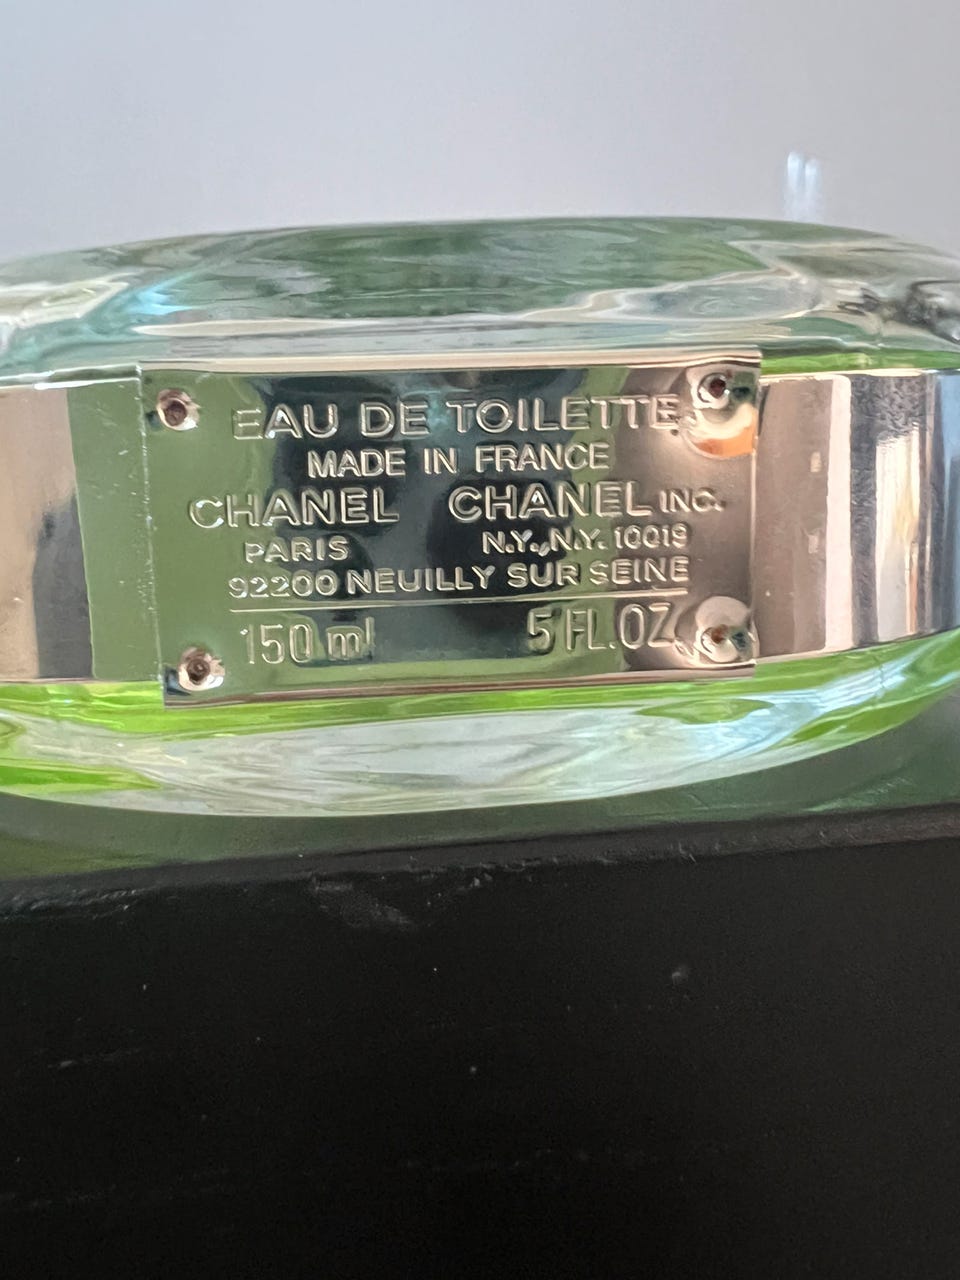 EAU DE TOILETTE
MADE IN FRANCE
CHANEL CHANEL INC.
PARIS N.Y., N.Y. 10019
92200 NEUILLY SUR SEINE
150 ml 5 FL.OZ.